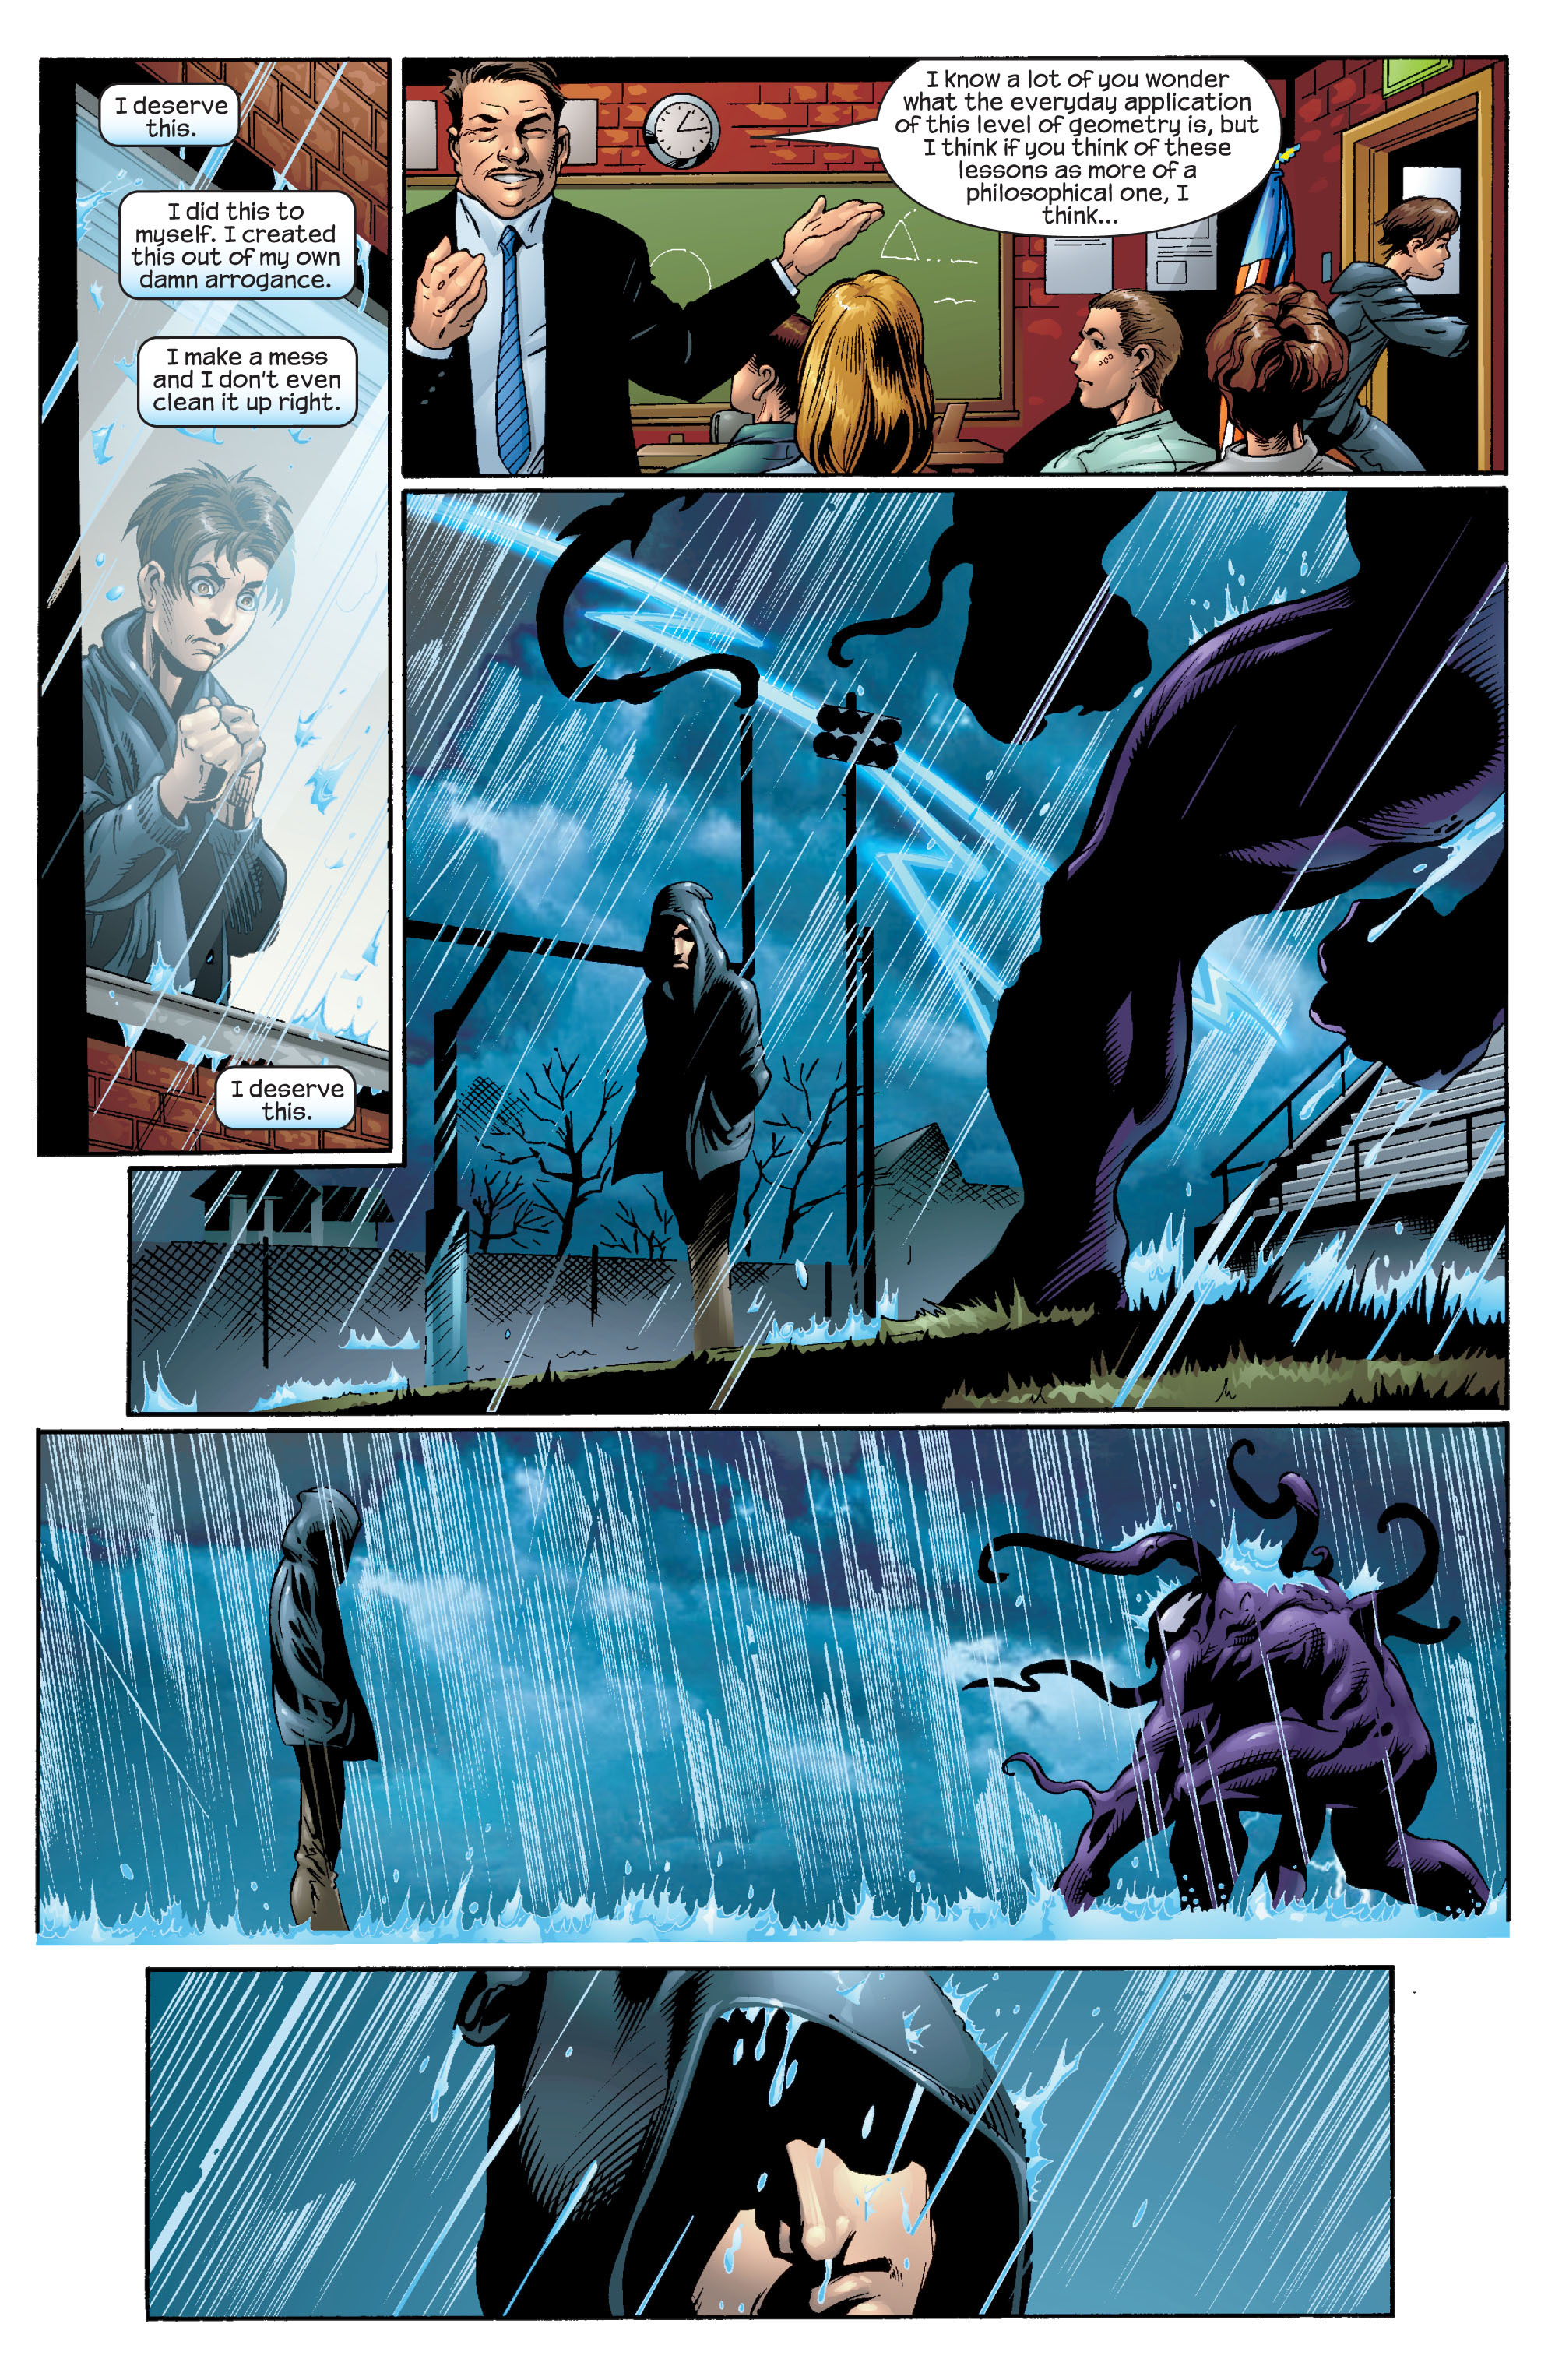 I deserve
this.
I did this to
myself. I created
this out of my own
damn arrogance.
I make a mess
and I don't even
clean it up right.
I deserve
this.
I know a lot of you wonder
what the everyday application
of this level of geometry is, but
I think if you think of these
lessons as more of a
philosophical one, I
think...